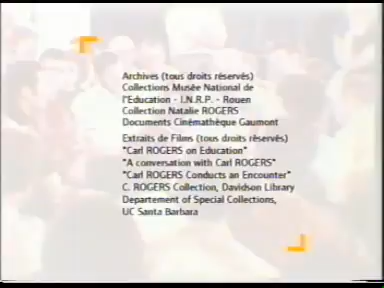 Archives (tous droits réservés)
Collections Musée National de
l'Education - I.N.R.P. - Rouen
Collection Natalie ROGERS
Documents Cinémathèque Gaumont
Extraits de Films (tous droits réservés)
"Carl ROGERS on Education"
"A conversation with Carl ROGERS"
"Carl ROGERS Conducts an Encounter"
C. ROGERS Collection, Davidson Library
Departement of Special Collections,
UC Santa Barbara